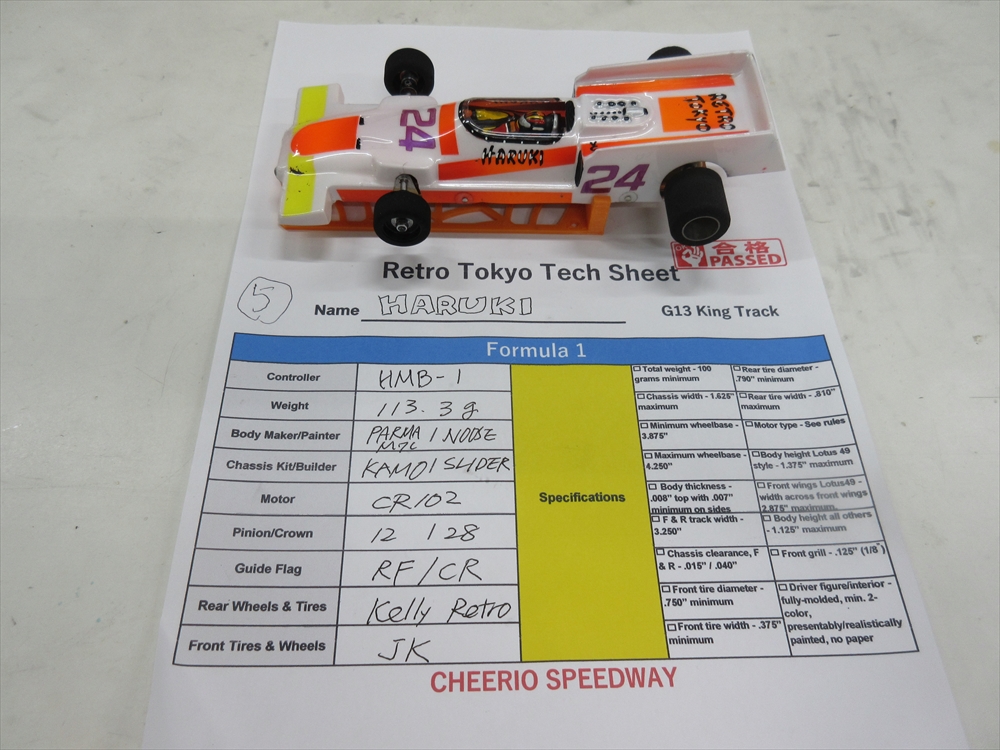 24
HARUKI
24
RETRO
TOKYO
合格
PASSED
Retro Tokyo Tech Sheet
5
Name HARUKI
G13 King Track
Formula 1
Controller HMB-1
Weight 113.3g
Body Maker/Painter PARMA / NOOSE
M7C
Chassis Kit/Builder KAMO / SLIDER
Motor CR102
Pinion/Crown 12 / 28
Guide Flag RF/CR
Rear Wheels & Tires Kelly Retro
Front Tires & Wheels JK
Specifications
Total weight - 100
grams minimum
Chassis width - 1.625"
maximum
Minimum wheelbase -
3.875"
Maximum wheelbase -
4.250"
Body thickness -
.008" top with .007"
minimum on sides
F & R track width -
3.250"
Chassis clearance, F
& R - .015" / .040"
Front tire diameter -
.750" minimum
Front tire width - .375"
minimum
Rear tire diameter -
.790" minimum
Rear tire width - .810"
maximum
Motor type - See rules
Body height Lotus 49
style - 1.375" maximum
Front wings Lotus49 -
width across front wings
2.875" maximum
Body height all others
- 1.125" maximum
Front grill - .125" (1/8")
Driver figure/interior -
fully-molded, min. 2-
color,
presentably/realistically
painted, no paper
CHEERIO SPEEDWAY